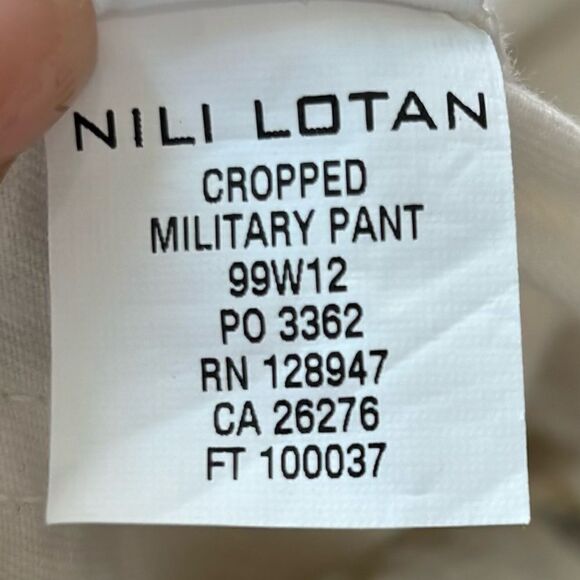 NILI LOTAN
CROPPED
MILITARY PANT
99W12
PO 3362
RN 128947
CA 26276
FT 100037